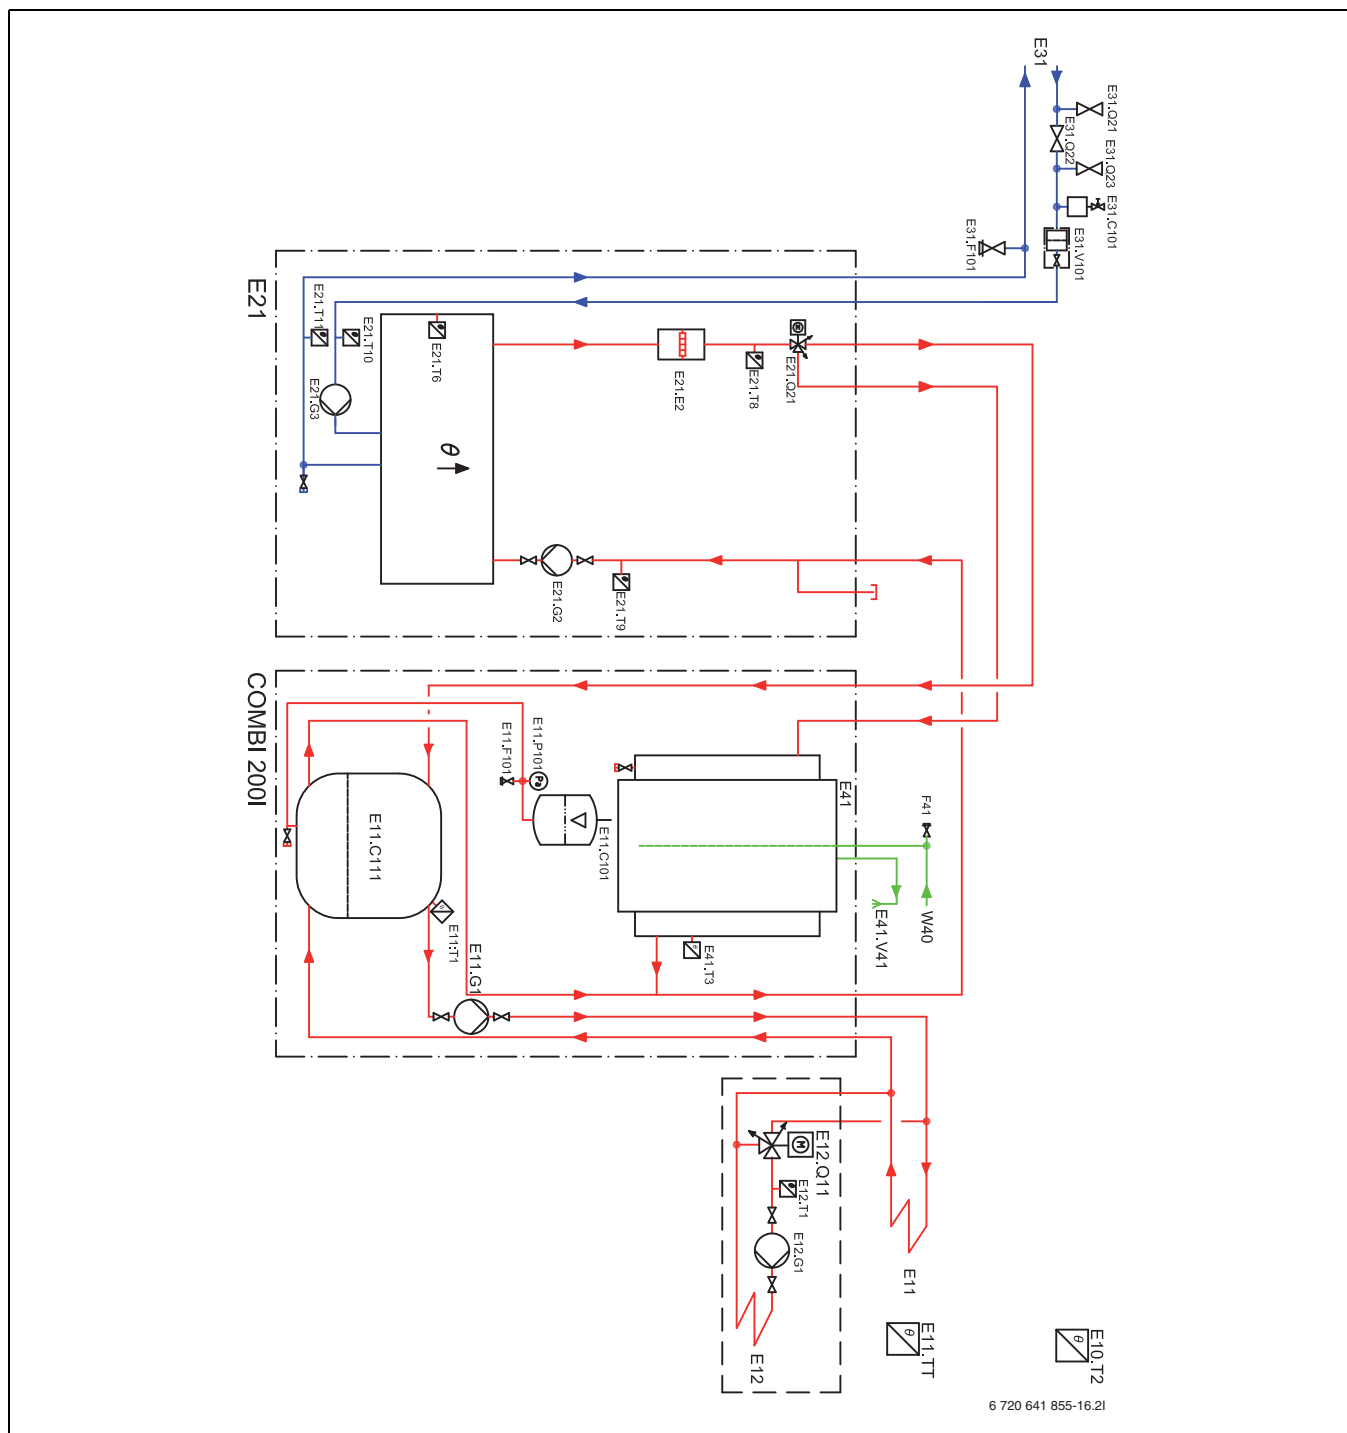 E31
E31.Q21
E31.Q22
E31.Q23
E31.C101
E31.V101
E31.F101
E21
E21.T11
E21.T10
E21.G3
E21.T6
θ
E21.E2
E21.T8
M
E21.Q21
E21.G2
E21.T9
COMBI 200l
E11.F101
E11.P101
Pa
E11.C101
E11.C111
E41
F41
W40
E41.V41
θ
E41.T3
θ
E11.T1
E11.G1
M
E12.Q11
E12.T1
E12.G1
E12
E11
θ
E11.TT
θ
E10.T2
6 720 641 855-16.2I